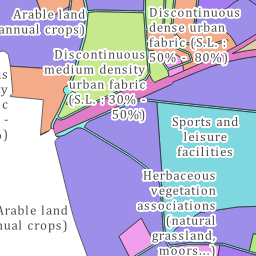 Arable land
annual crops)
Discontinuous
dense urban
fabric (S.L. :
50% - 80%)
Discontinuous
medium density
urban fabric
(S.L. : 30% -
50%)
Sports and
leisure
facilities
Herbaceous
vegetation
associations
(natural
grassland,
moors...)
Arable land
nual crops)